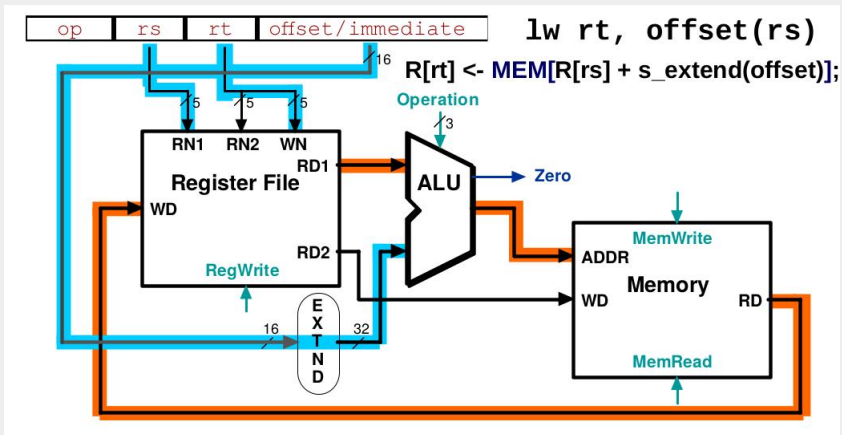 op rs rt offset/immediate
lw rt, offset(rs)
16
R[rt] <- MEM[R[rs] + s_extend(offset)];
Operation
5 5 5
3
RN1 RN2 WN
RD1
Register File
ALU
Zero
WD
MemWrite
RD2
ADDR
RegWrite
Memory
WD
RD
16
EXTND
32
MemRead